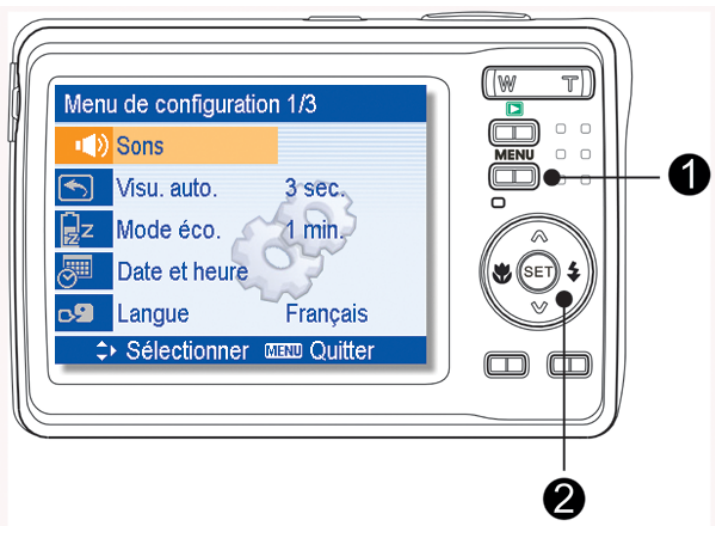 Menu de configuration 1/3
Sons
Visu. auto. 3 sec.
Mode éco. 1 min.
Date et heure
Langue Français
Sélectionner MENU Quitter
W T
MENU
SET
1
2